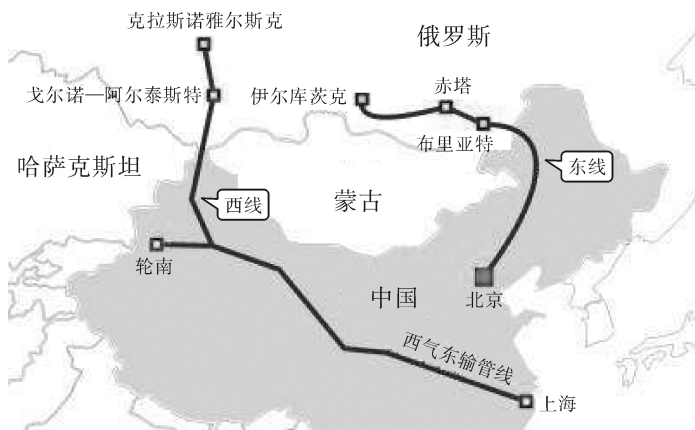 克拉斯诺雅尔斯克
俄罗斯
戈尔诺—阿尔泰斯特
伊尔库茨克
赤塔
布里亚特
哈萨克斯坦
东线
西线
蒙古
轮南
中国
北京
西气东输管线
上海